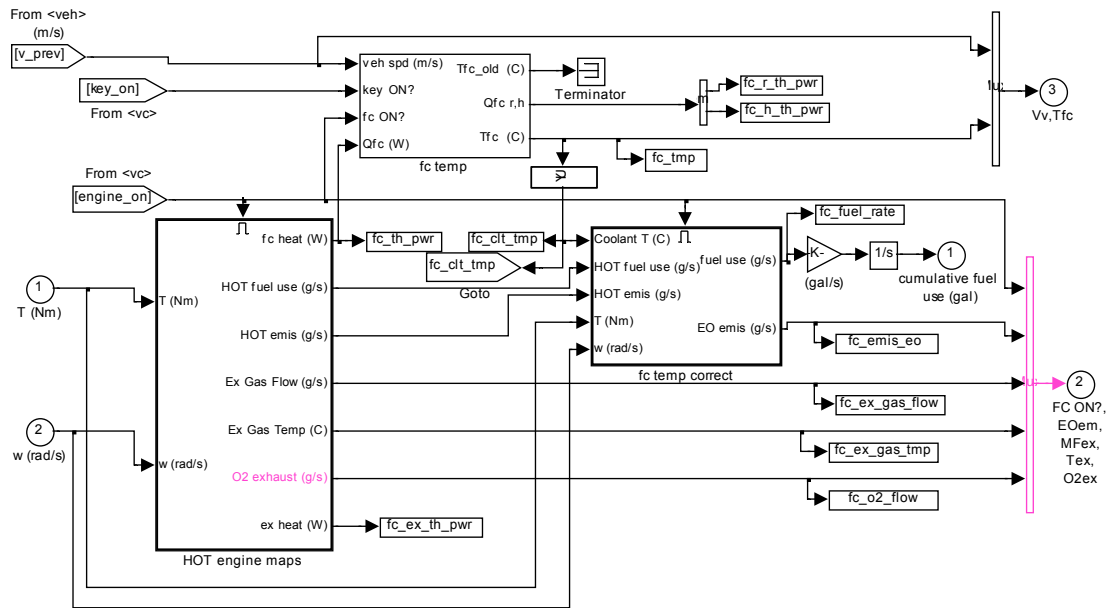 From <veh>
(m/s)
[v_prev]
[key_on]
From <vc>
veh spd (m/s)
key ON?
fc ON?
Qfc (W)
Tfc_old (C)
Qfc r,h
Tfc (C)
fc temp
Terminator
fc_r_th_pwr
fc_h_th_pwr
fc_tmp
3
Vv,Tfc
From <vc>
[engine_on]
fc heat (W)
HOT fuel use (g/s)
HOT emis (g/s)
Ex Gas Flow (g/s)
Ex Gas Temp (C)
O2 exhaust (g/s)
ex heat (W)
T (Nm)
w (rad/s)
HOT engine maps
1
T (Nm)
2
w (rad/s)
fc_th_pwr
fc_clt_tmp
fc_clt_tmp
Goto
Coolant T (C)
HOT fuel use (g/s)
HOT emis (g/s)
T (Nm)
w (rad/s)
fuel use (g/s)
EO emis (g/s)
fc temp correct
fc_fuel_rate
K-
(gal/s)
1/s
1
cumulative fuel
use (gal)
fc_emis_eo
fc_ex_gas_flow
fc_ex_gas_tmp
fc_o2_flow
fc_ex_th_pwr
2
FC ON?,
EOem,
MFex,
Tex,
O2ex